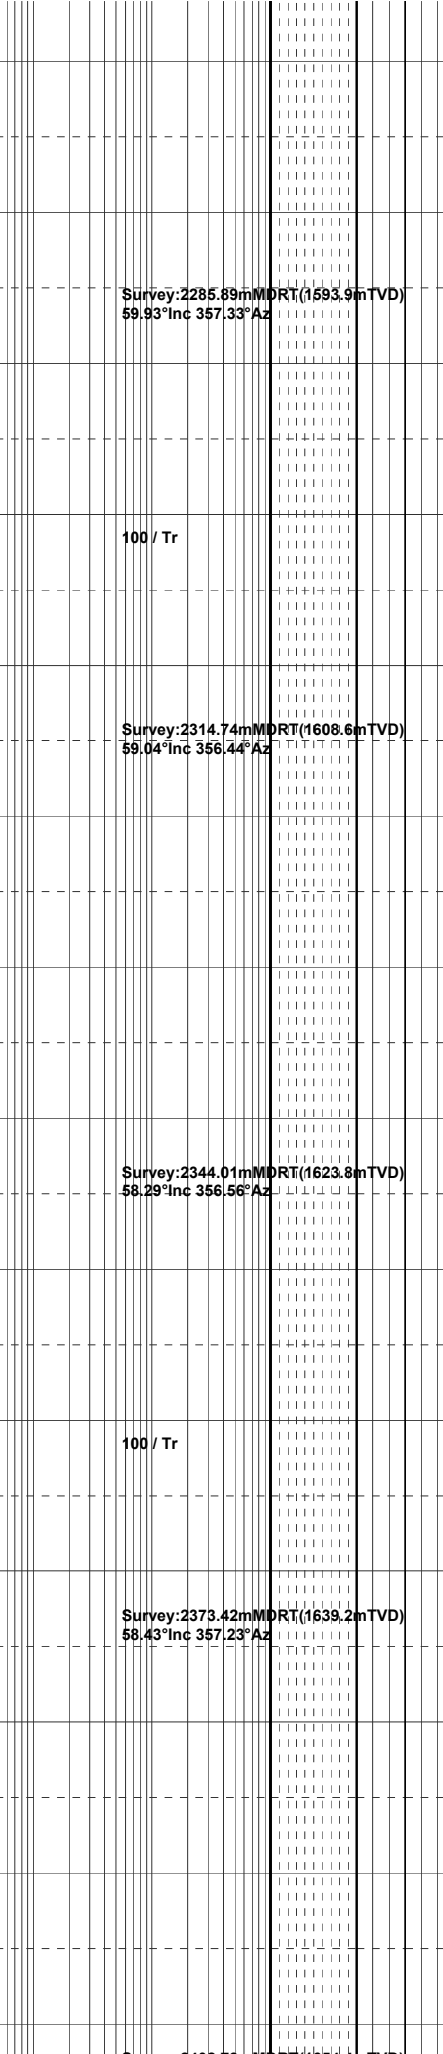 Survey:2285.89mMDRT(1593.9mTVD)
59.93°Inc 357.33°Az
100 / Tr
Survey:2314.74mMDRT(1608.6mTVD)
59.04°Inc 356.44°Az
Survey:2344.01mMDRT(1623.8mTVD)
58.29°Inc 356.56°Az
100 / Tr
Survey:2373.42mMDRT(1639.2mTVD)
58.43°Inc 357.23°Az